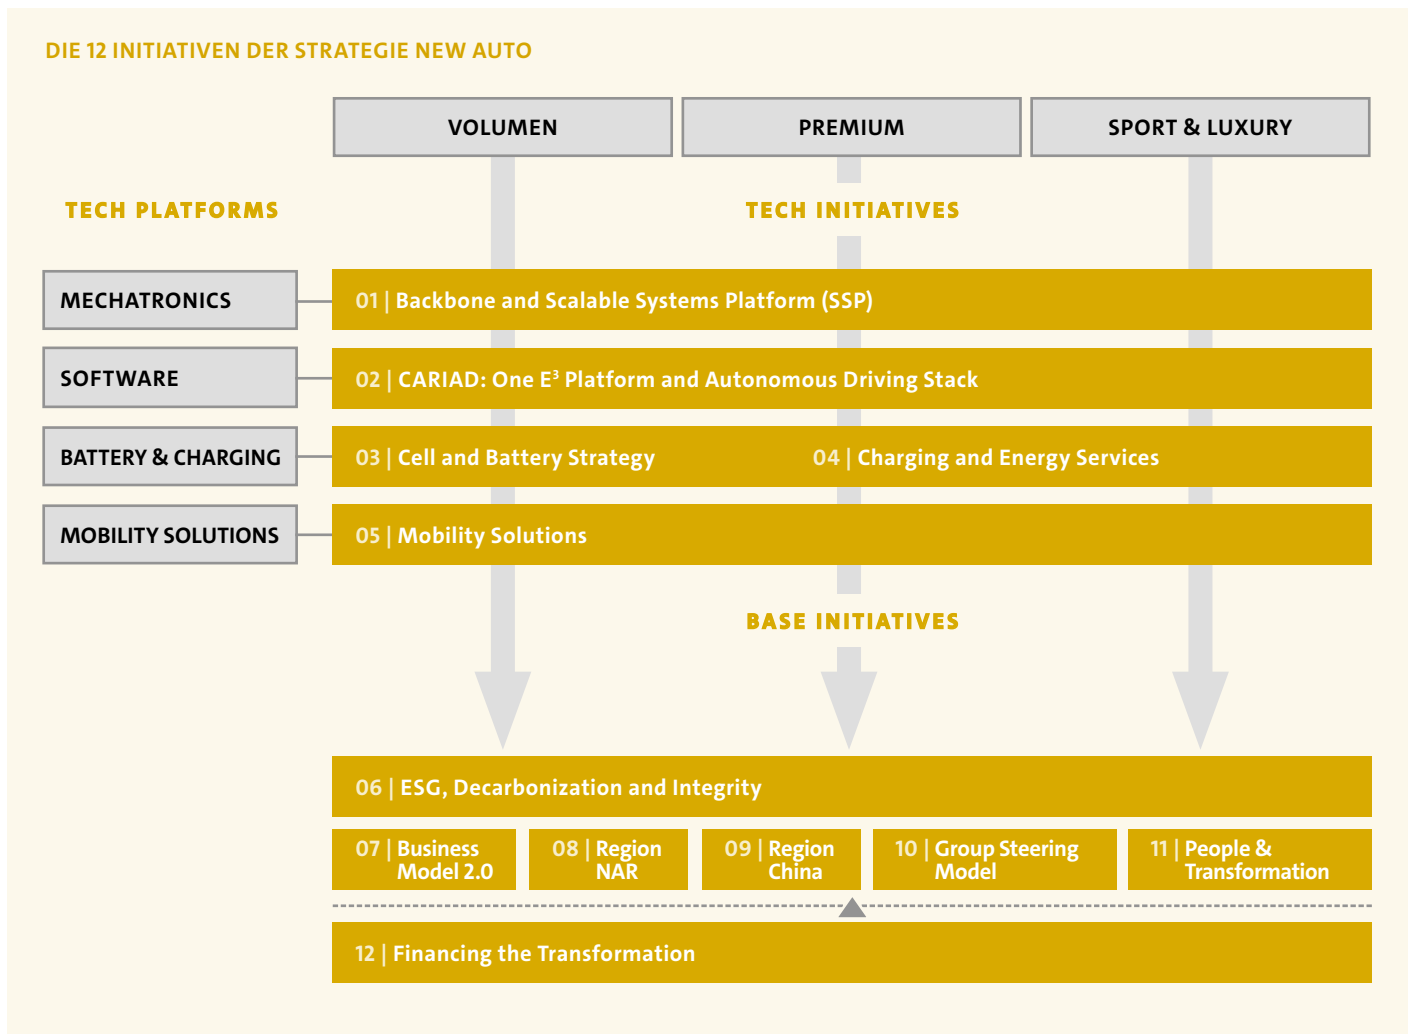 DIE 12 INITIATIVEN DER STRATEGIE NEW AUTO
VOLUMEN
PREMIUM
SPORT & LUXURY
TECH PLATFORMS
TECH INITIATIVES
MECHATRONICS
01 | Backbone and Scalable Systems Platform (SSP)
SOFTWARE
02 | CARIAD: One E³ Platform and Autonomous Driving Stack
BATTERY & CHARGING
03 | Cell and Battery Strategy
04 | Charging and Energy Services
MOBILITY SOLUTIONS
05 | Mobility Solutions
BASE INITIATIVES
06 | ESG, Decarbonization and Integrity
07 | Business
Model 2.0
08 | Region
NAR
09 | Region
China
10 | Group Steering
Model
11 | People &
Transformation
12 | Financing the Transformation